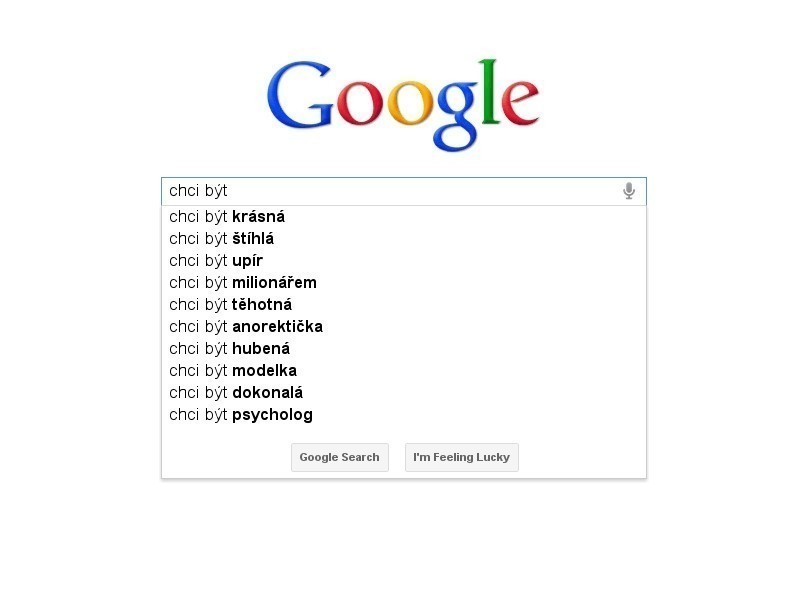 Google
chci být
chci být krásná
chci být štíhlá
chci být upír
chci být milionářem
chci být těhotná
chci být anorektička
chci být hubená
chci být modelka
chci být dokonalá
chci být psycholog
Google Search I'm Feeling Lucky